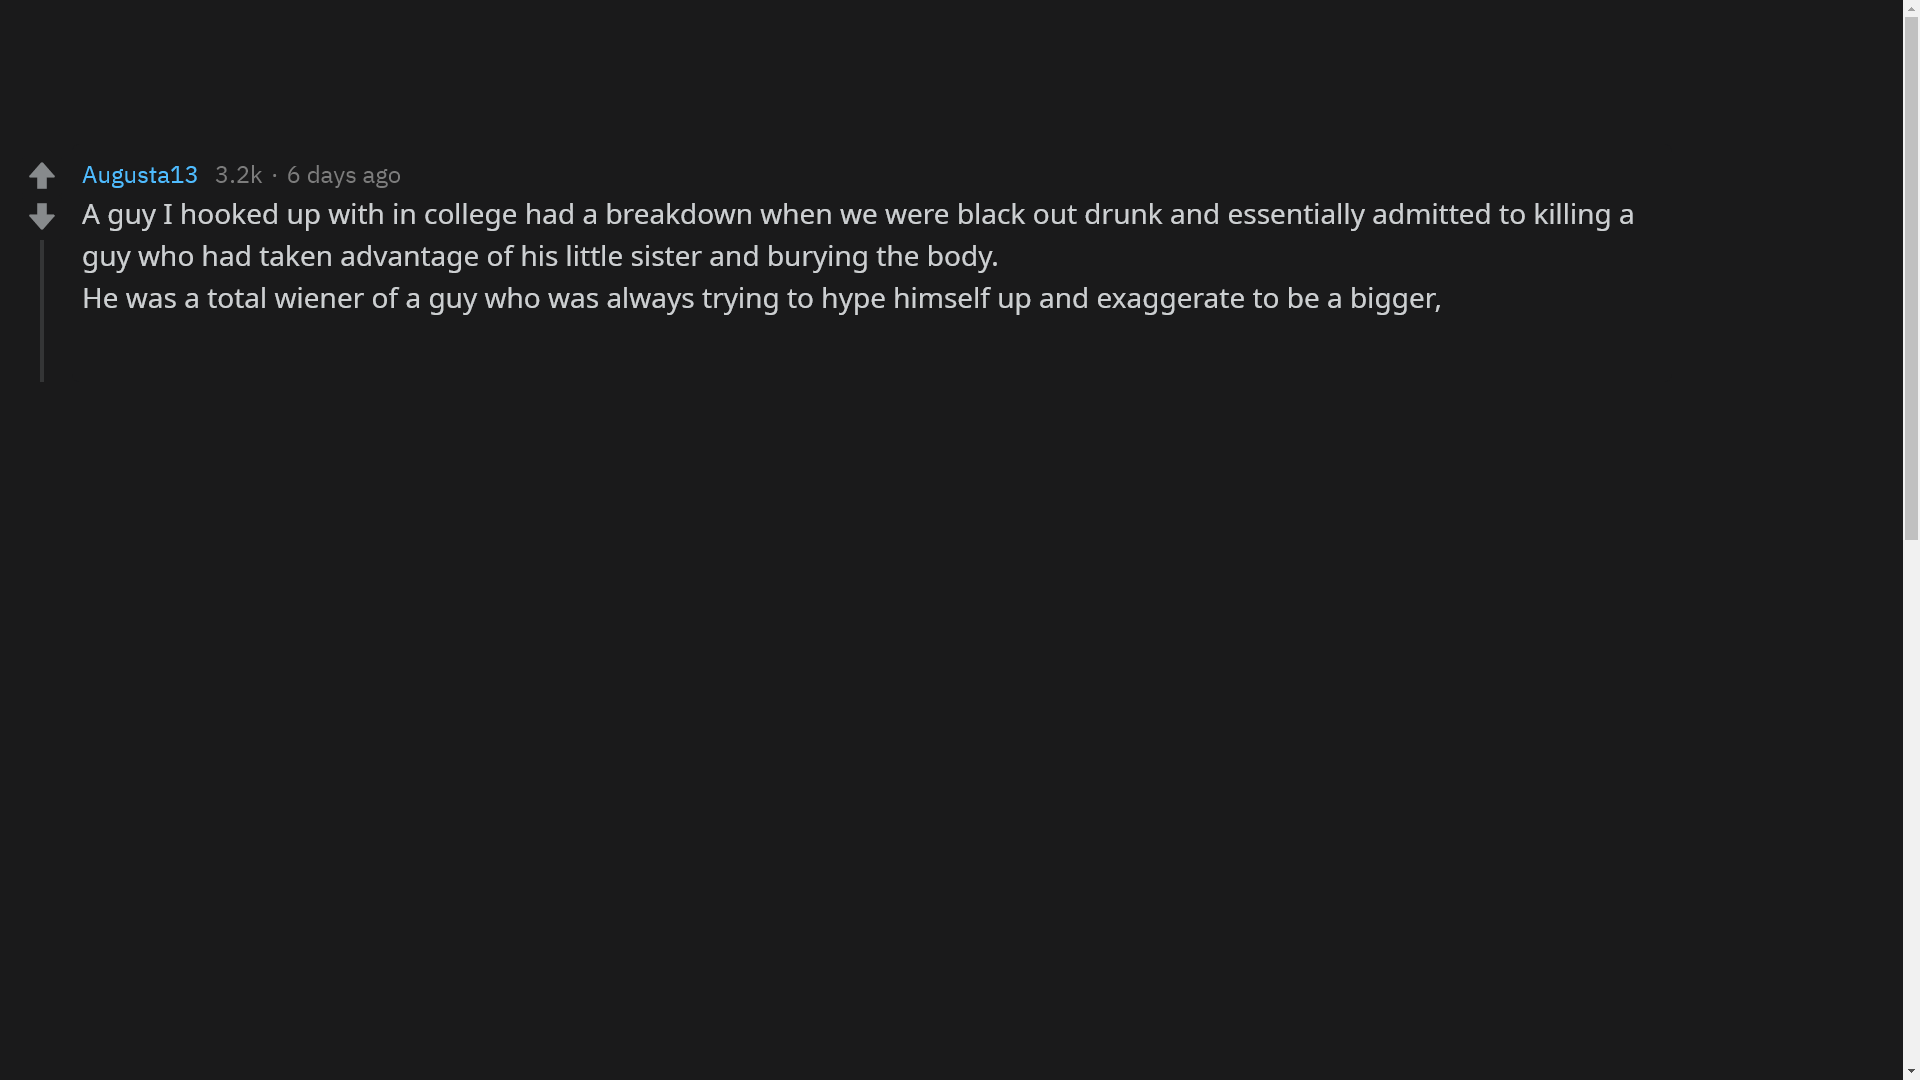 Augusta13 3.2k · 6 days ago
A guy I hooked up with in college had a breakdown when we were black out drunk and essentially admitted to killing a
guy who had taken advantage of his little sister and burying the body.
He was a total wiener of a guy who was always trying to hype himself up and exaggerate to be a bigger,